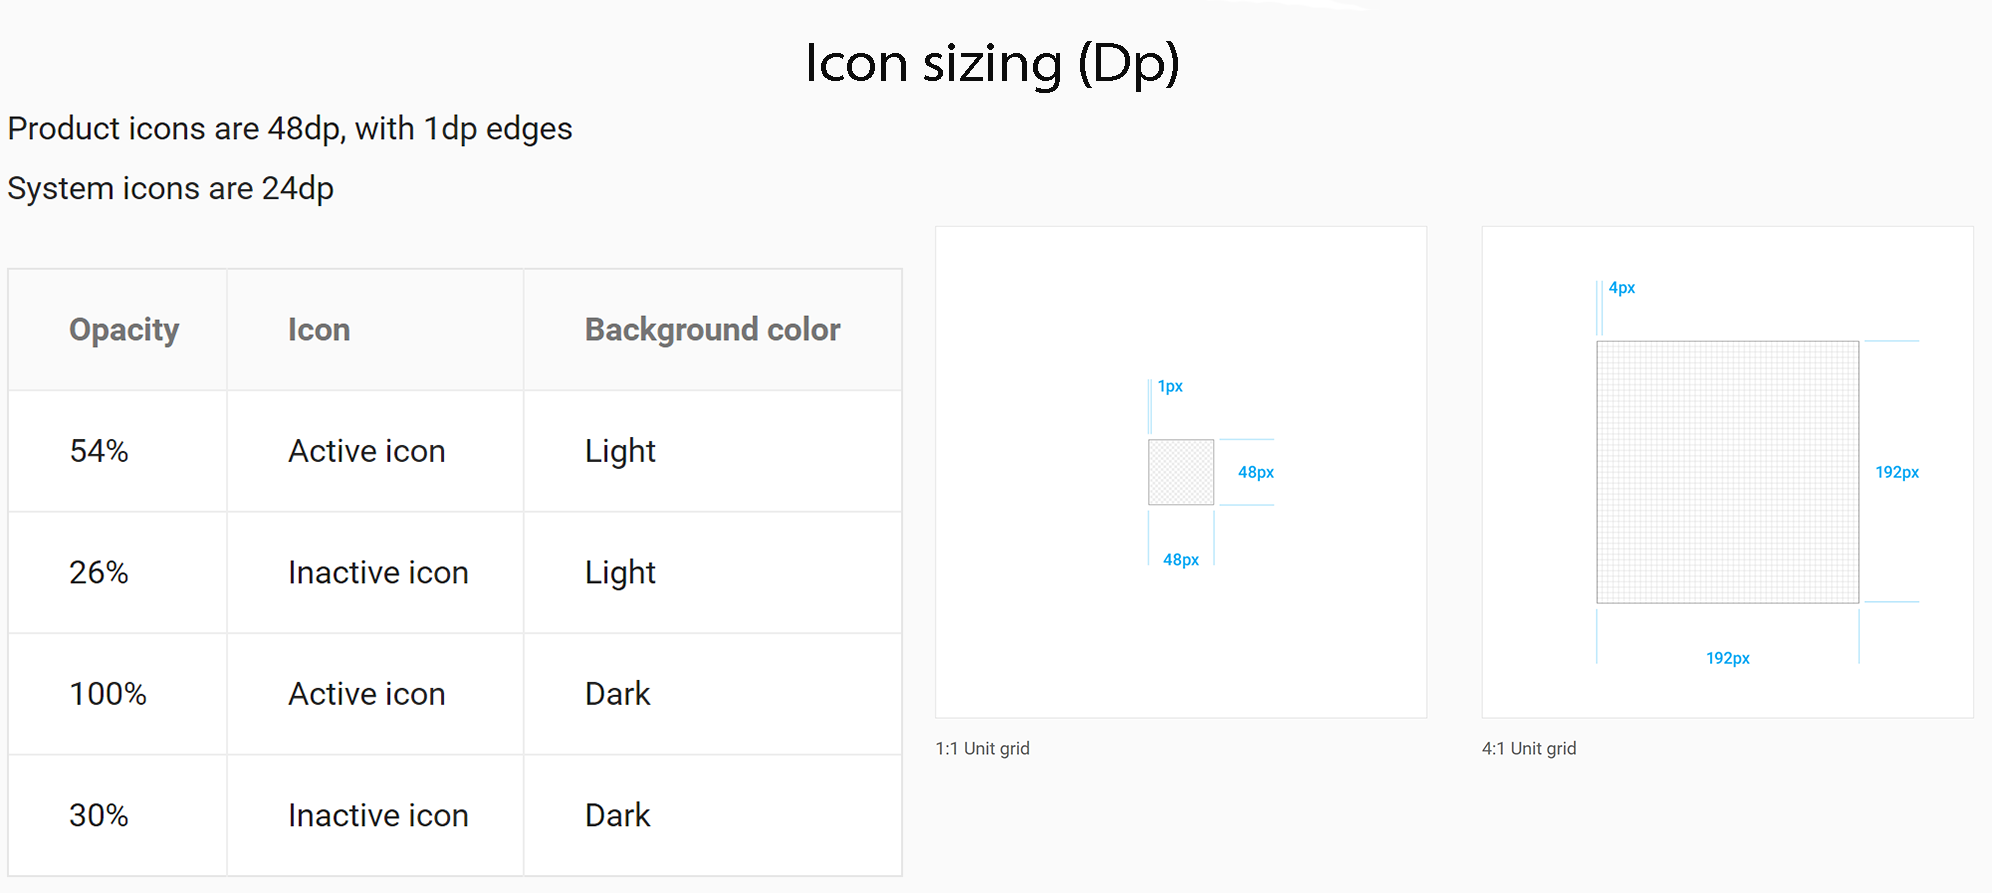 Icon sizing (Dp)
Product icons are 48dp, with 1dp edges
System icons are 24dp
Opacity Icon Background color
54% Active icon Light
26% Inactive icon Light
100% Active icon Dark
30% Inactive icon Dark
1px
48px
48px
1:1 Unit grid
4px
192px
192px
4:1 Unit grid